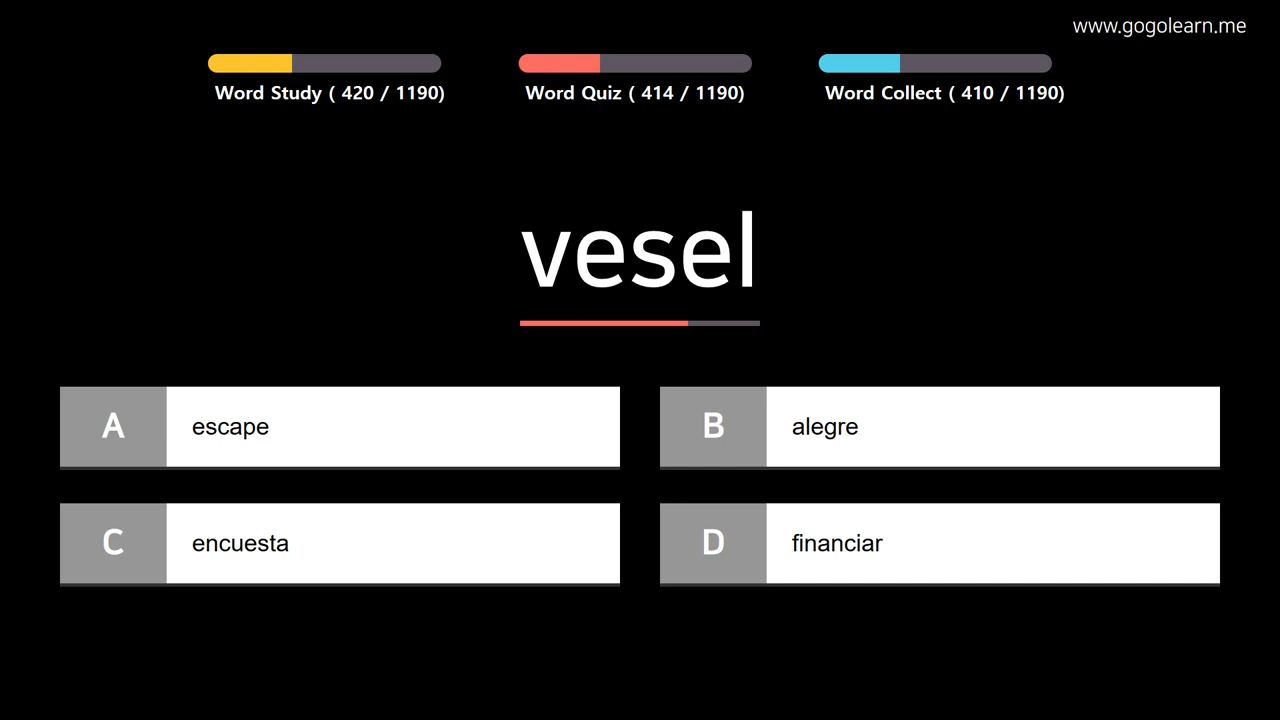 www.gogolearn.me
Word Study ( 420 / 1190)
Word Quiz ( 414 / 1190)
Word Collect ( 410 / 1190)
vesel
A escape
B alegre
C encuesta
D financiar